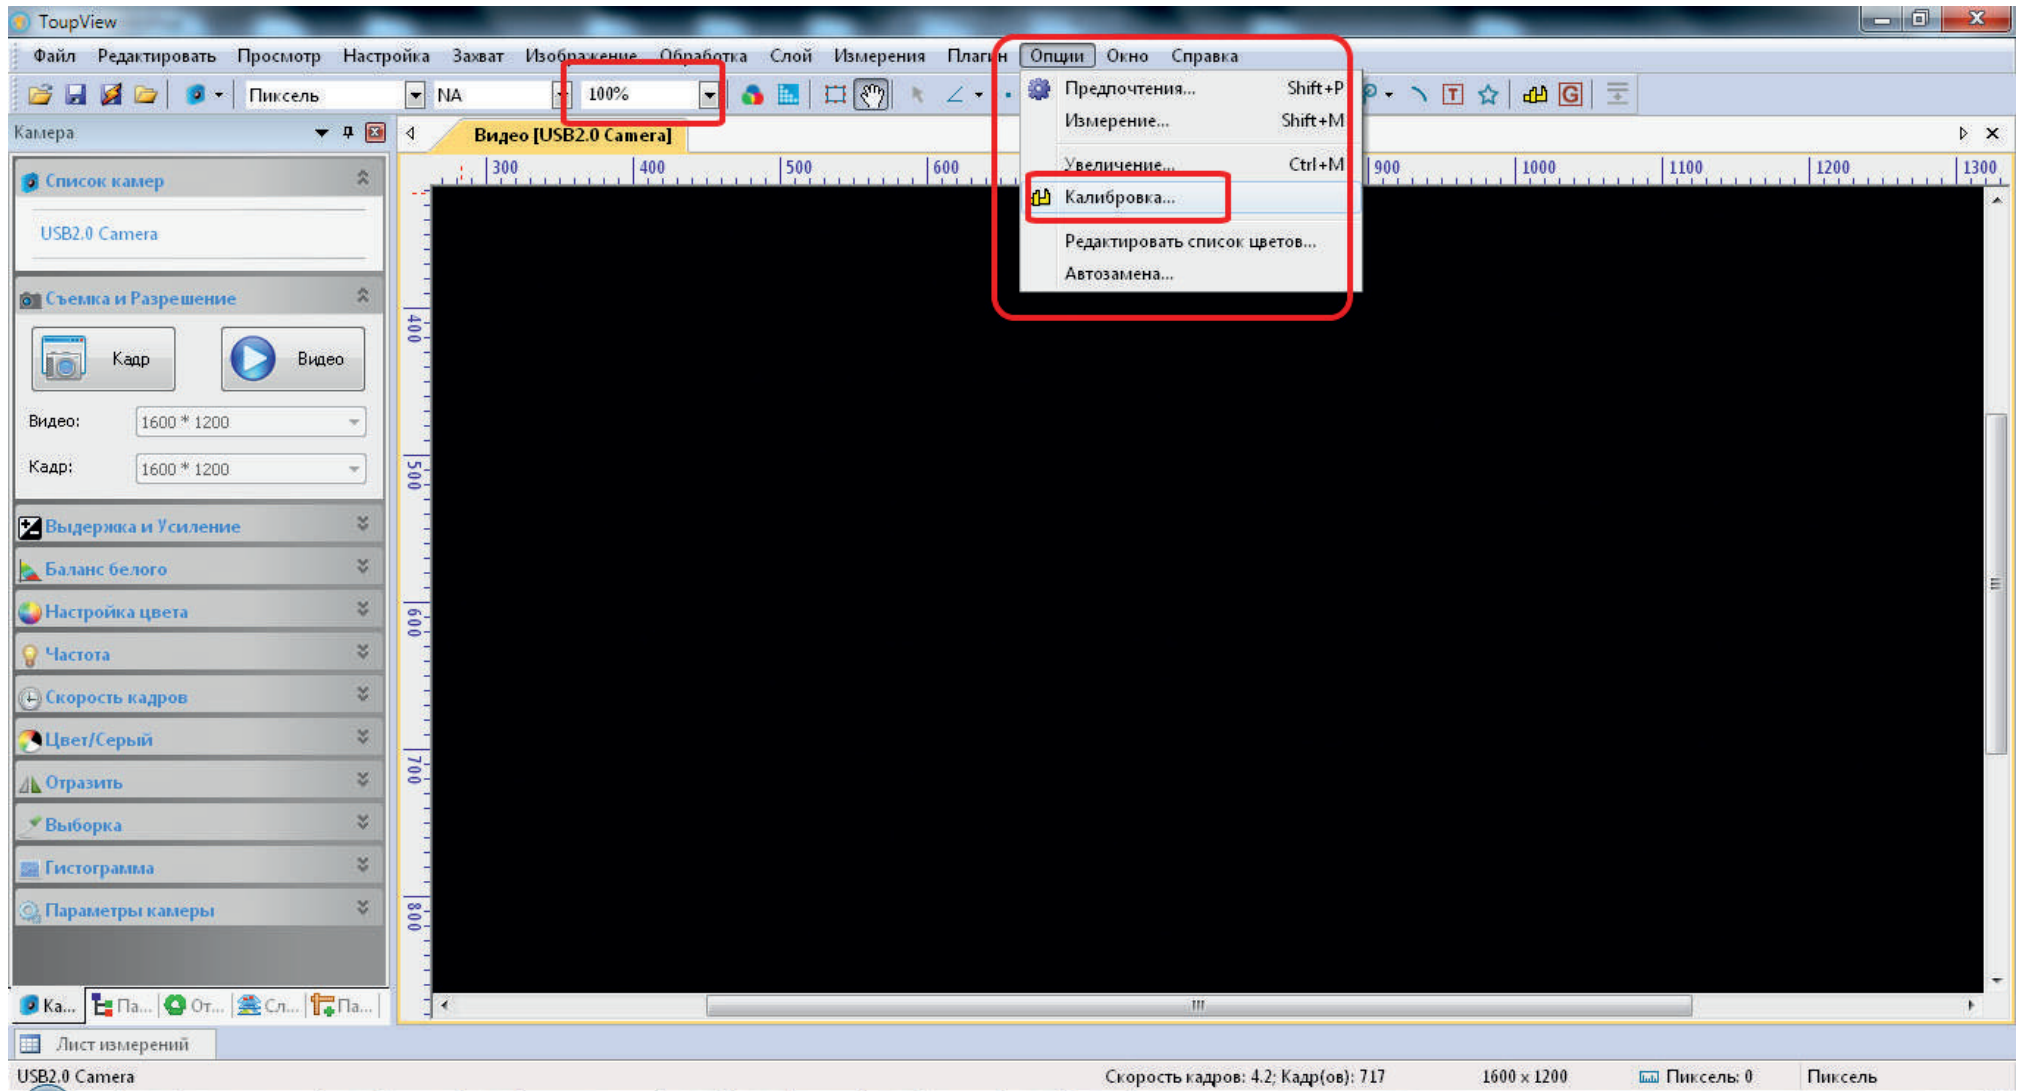 ToupView
Файл Редактировать Просмотр Настройка Захват Изображение Обработка Слой Измерения Плагин Опции Окно Справка
Пиксель NA 100%
Камера
Видео [USB2.0 Camera]
300 400 500 600 900 1000 1100 1200 1300
Предпочтения... Shift+P
Измерение... Shift+M
Увеличение... Ctrl+M
Калибровка...
Редактировать список цветов...
Автозамена...
Список камер
USB2.0 Camera
Съемка и Разрешение
Кадр Видео
Видео: 1600 * 1200
Кадр: 1600 * 1200
Выдержка и Усиление
Баланс белого
Настройка цвета
Частота
Скорость кадров
Цвет/Серый
Отразить
Выборка
Гистограмма
Параметры камеры
400
500
600
700
800
Ка... Па... От... Сл... Па...
Лист измерений
USB2.0 Camera Скорость кадров: 4.2; Кадр(ов): 717 1600 x 1200 Пиксель: 0 Пиксель